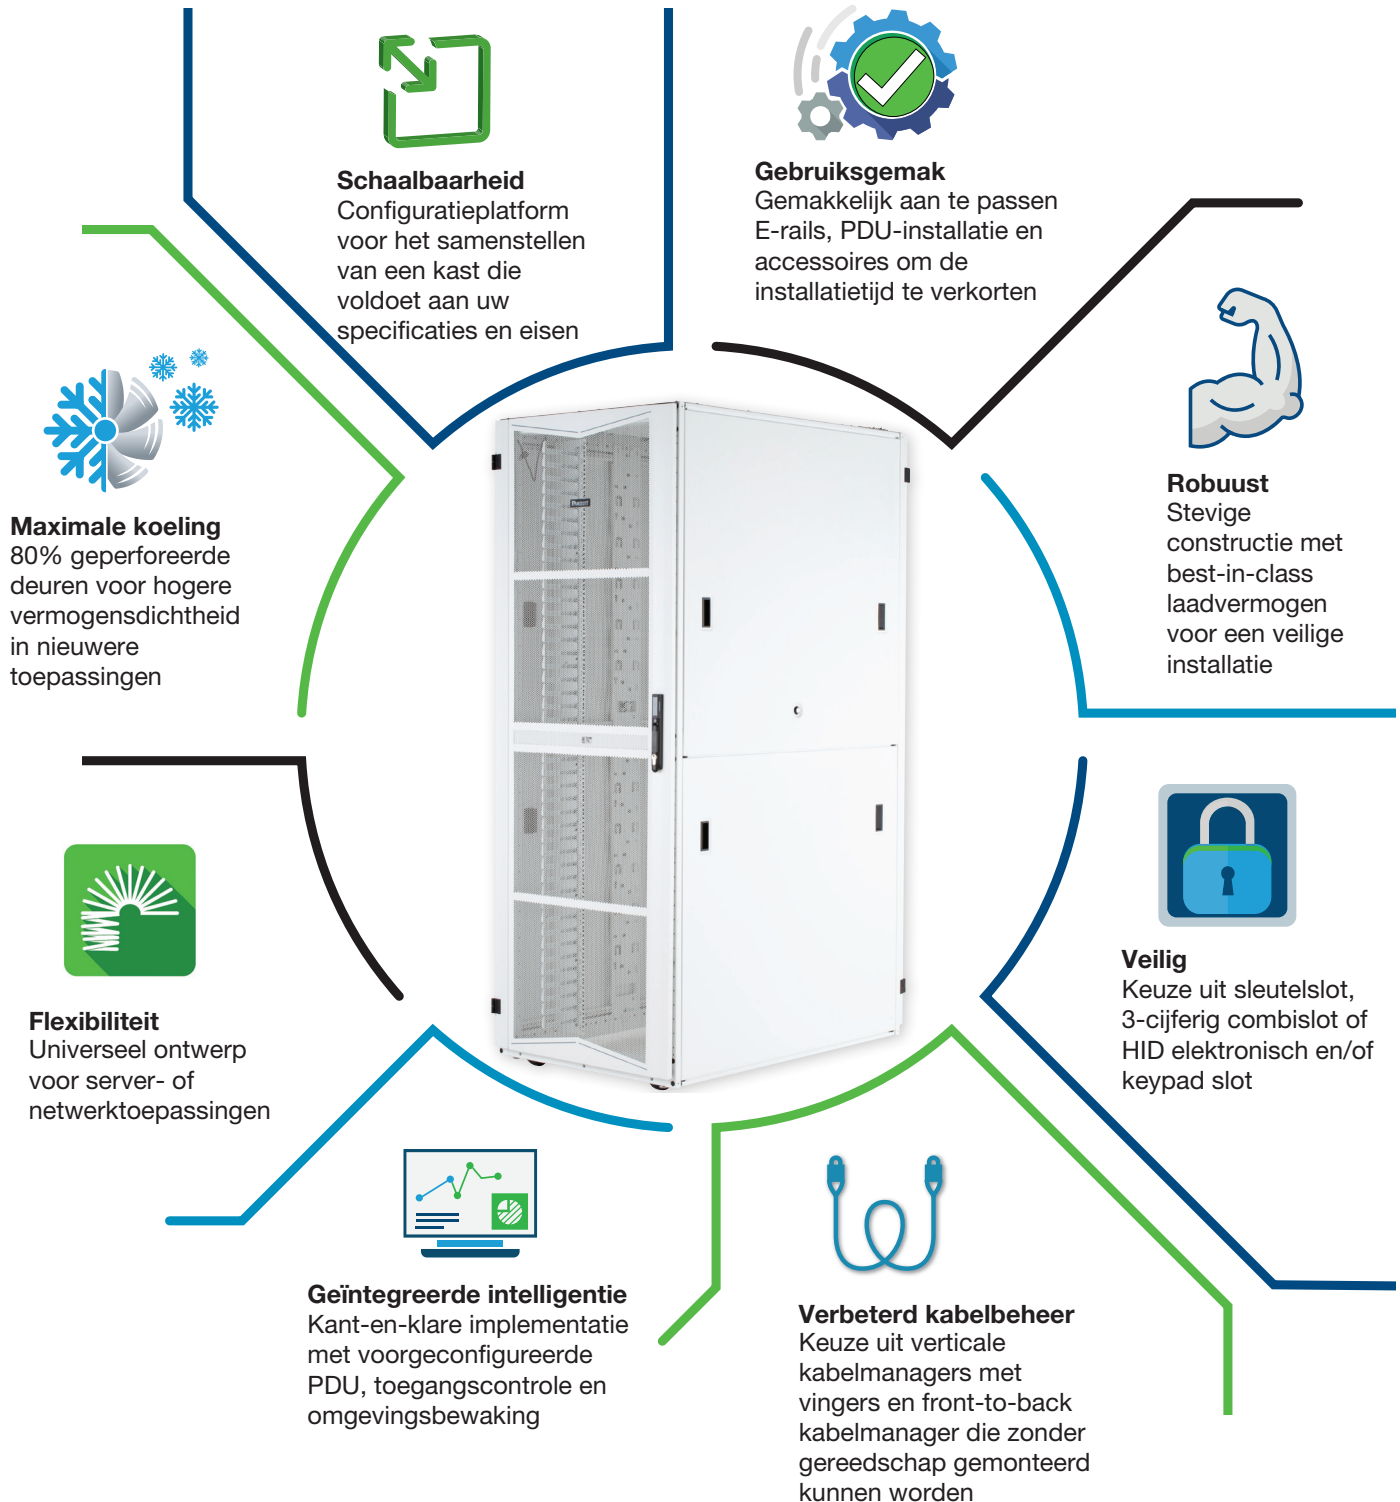 Schaalbaarheid
Configuratieplatform
voor het samenstellen
van een kast die
voldoet aan uw
specificaties en eisen
Gebruiksgemak
Gemakkelijk aan te passen
E-rails, PDU-installatie en
accessoires om de
installatietijd te verkorten
Robuust
Stevige
constructie met
best-in-class
laadvermogen
voor een veilige
installatie
Maximale koeling
80% geperforeerde
deuren voor hogere
vermogensdichtheid
in nieuwere
toepassingen
Veilig
Keuze uit sleutelslot,
3-cijferig combislot of
HID elektronisch en/of
keypad slot
Flexibiliteit
Universeel ontwerp
voor server- of
netwerktoepassingen
Geïntegreerde intelligentie
Kant-en-klare implementatie
met voorgeconfigureerde
PDU, toegangscontrole en
omgevingsbewaking
Verbeterd kabelbeheer
Keuze uit verticale
kabelmanagers met
vingers en front-to-back
kabelmanager die zonder
gereedschap gemonteerd
kunnen worden